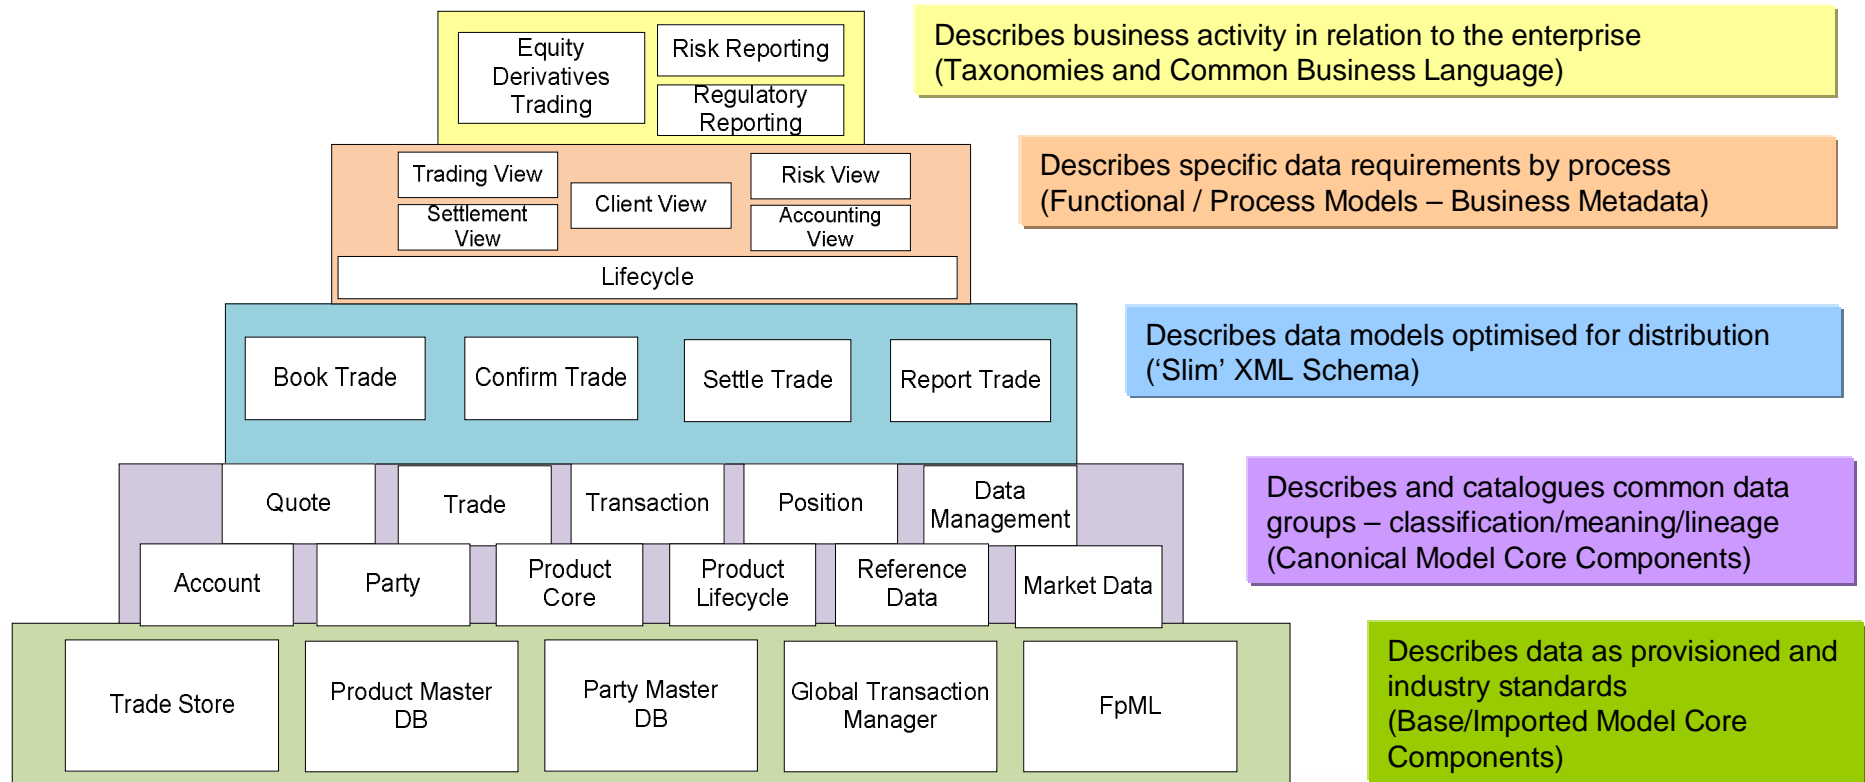 Equity
Derivatives
Trading
Risk Reporting
Regulatory
Reporting
Describes business activity in relation to the enterprise
(Taxonomies and Common Business Language)
Trading View
Settlement
View
Client View
Risk View
Accounting
View
Lifecycle
Describes specific data requirements by process
(Functional / Process Models – Business Metadata)
Book Trade
Confirm Trade
Settle Trade
Report Trade
Describes data models optimised for distribution
(‘Slim’ XML Schema)
Quote
Trade
Transaction
Position
Data
Management
Account
Party
Product
Core
Product
Lifecycle
Reference
Data
Market Data
Describes and catalogues common data
groups – classification/meaning/lineage
(Canonical Model Core Components)
Trade Store
Product Master
DB
Party Master
DB
Global Transaction
Manager
FpML
Describes data as provisioned and
industry standards
(Base/Imported Model Core
Components)